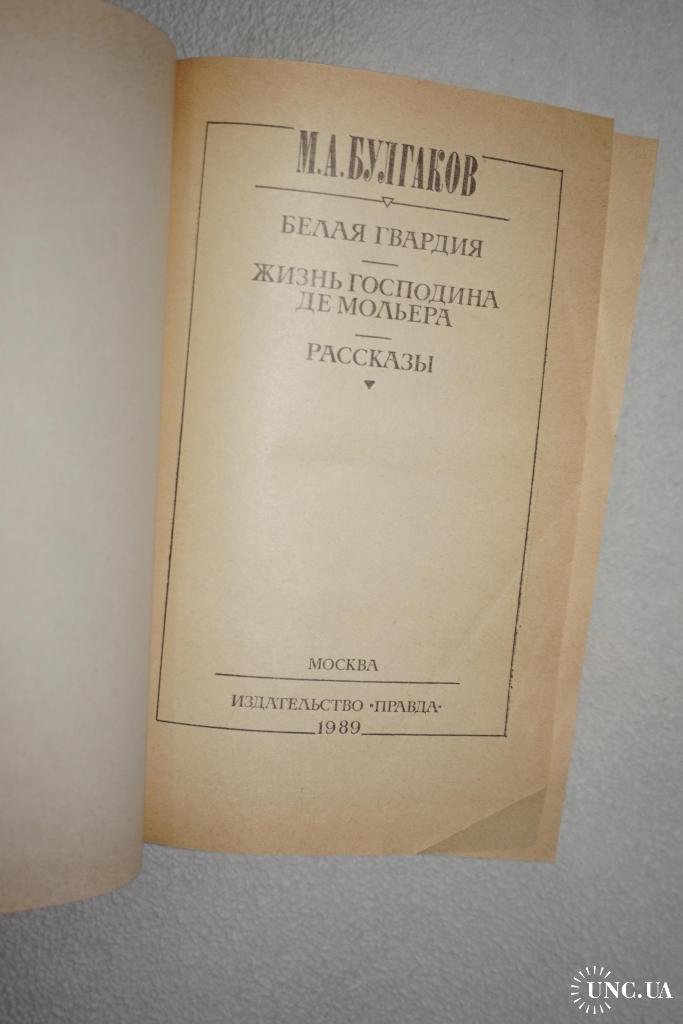 М.А.БУЛГАКОВ
БЕЛАЯ ГВАРДИЯ
ЖИЗНЬ ГОСПОДИНА
ДЕ МОЛЬЕРА
РАССКАЗЫ
МОСКВА
ИЗДАТЕЛЬСТВО «ПРАВДА»
1989
UNC.UA